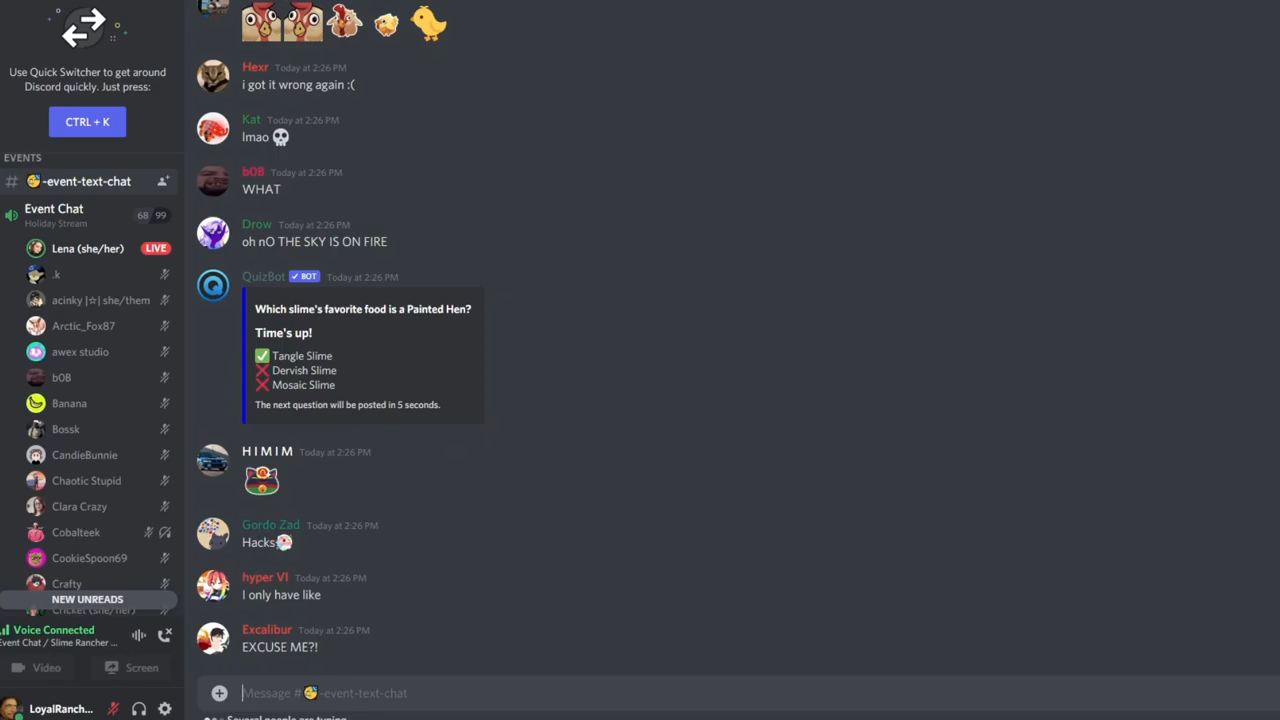 Use Quick Switcher to get around
Discord quickly. Just press:
CTRL + K
EVENTS
-event-text-chat
Event Chat
68 99
Holiday Stream
Lena (she/her) LIVE
.k
acinky |☆| she/them
Arctic_Fox87
awex studio
b0B
Banana
Bossk
CandieBunnie
Chaotic Stupid
Clara Crazy
Cobalteek
CookieSpoon69
Crafty
NEW UNREADS
Cricket (she/her)
Voice Connected
Event Chat / Slime Rancher ...
Video
Screen
LoyalRanch...
Hexr Today at 2:26 PM
i got it wrong again :(
Kat Today at 2:26 PM
lmao
b0B Today at 2:26 PM
WHAT
Drow Today at 2:26 PM
oh nO THE SKY IS ON FIRE
QuizBot BOT Today at 2:26 PM
Which slime's favorite food is a Painted Hen?
Time's up!
Tangle Slime
Dervish Slime
Mosaic Slime
The next question will be posted in 5 seconds.
H I M I M Today at 2:26 PM
Gordo Zad Today at 2:26 PM
Hacks
hyper VI Today at 2:26 PM
I only have like
Excalibur Today at 2:26 PM
EXCUSE ME?!
Message # -event-text-chat
Several people are typing